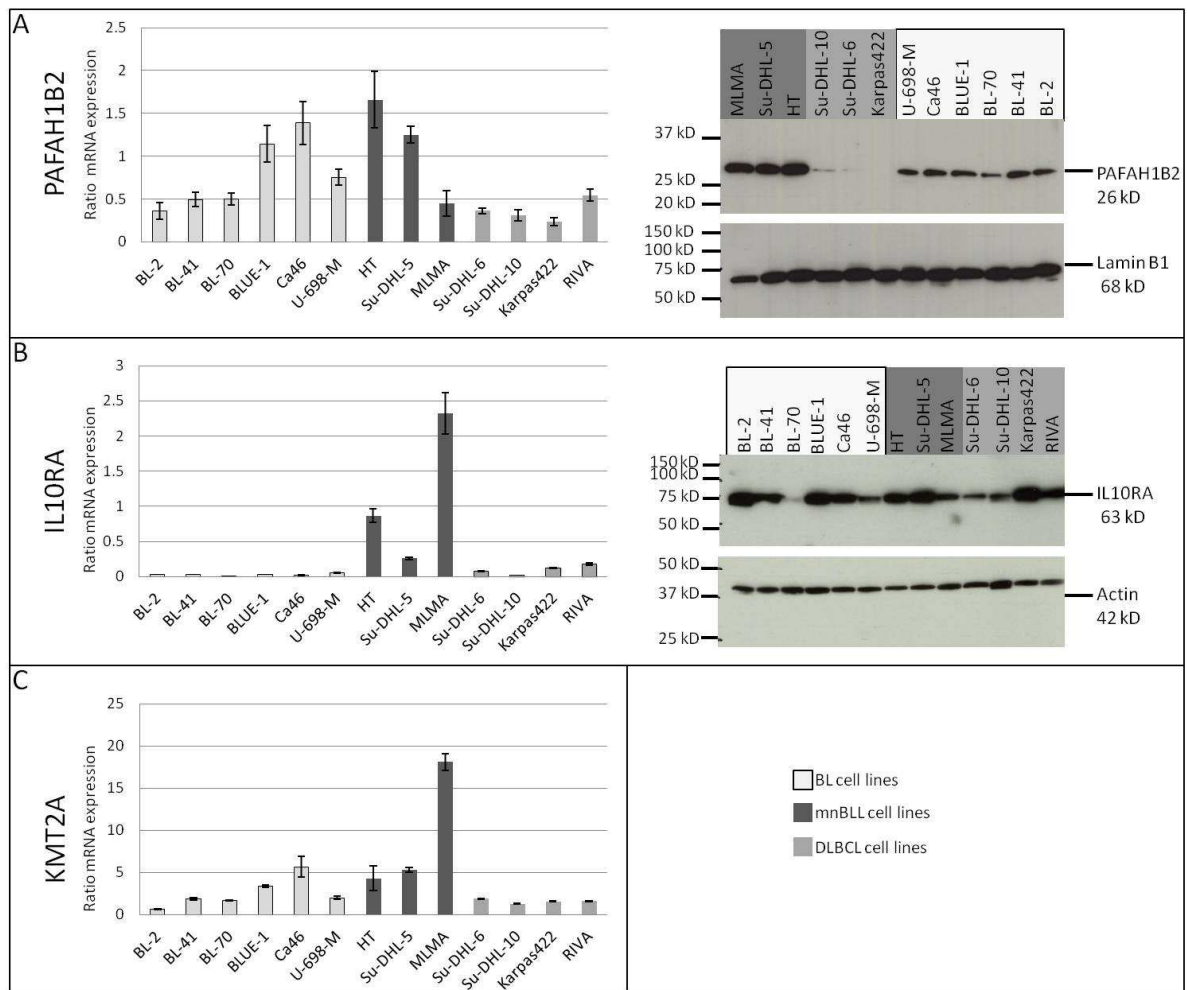 A
PAFAH1B2
Ratio mRNA expression
2.5
2
1.5
1
0.5
0
BL-2
BL-41
BL-70
BLUE-1
Ca46
U-698-M
HT
Su-DHL-5
MLMA
Su-DHL-6
Su-DHL-10
Karpas422
RIVA
MLMA
Su-DHL-5
HT
Su-DHL-10
Su-DHL-6
Karpas422
U-698-M
Ca46
BLUE-1
BL-70
BL-41
BL-2
37 kD
25 kD
20 kD
PAFAH1B2
26 kD
150 kD
100 kD
75 kD
50 kD
Lamin B1
68 kD
B
IL10RA
Ratio mRNA expression
3
2.5
2
1.5
1
0.5
0
BL-2
BL-41
BL-70
BLUE-1
Ca46
U-698-M
HT
Su-DHL-5
MLMA
Su-DHL-6
Su-DHL-10
Karpas422
RIVA
BL-2
BL-41
BL-70
BLUE-1
Ca46
U-698-M
HT
Su-DHL-5
MLMA
Su-DHL-6
Su-DHL-10
Karpas422
RIVA
150 kD
100 kD
75 kD
50 kD
IL10RA
63 kD
50 kD
37 kD
25 kD
Actin
42 kD
C
KMT2A
Ratio mRNA expression
25
20
15
10
5
0
BL-2
BL-41
BL-70
BLUE-1
Ca46
U-698-M
HT
Su-DHL-5
MLMA
Su-DHL-6
Su-DHL-10
Karpas422
RIVA
BL cell lines
mnBLL cell lines
DLBCL cell lines